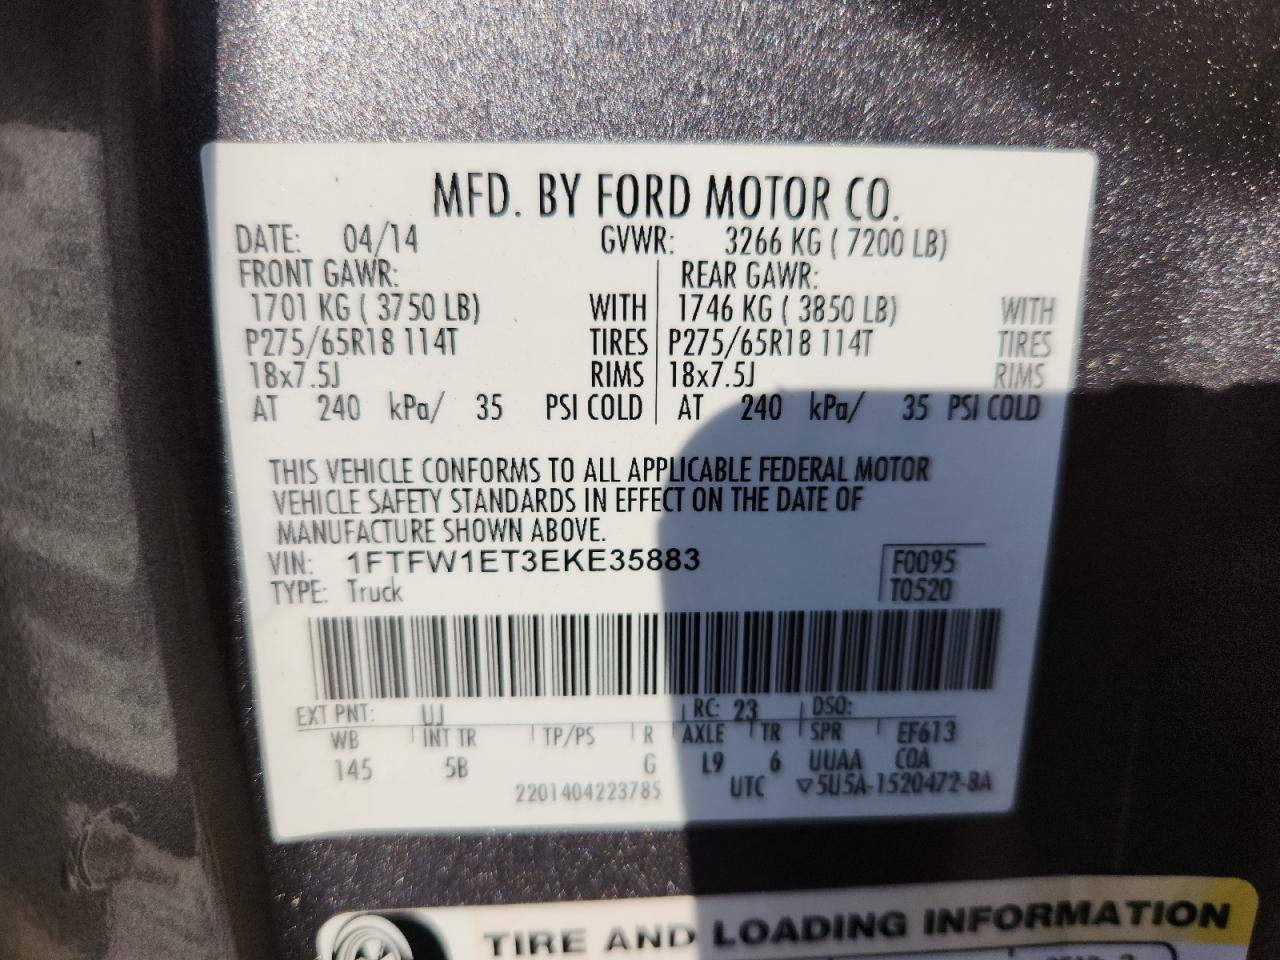 MFD. BY FORD MOTOR CO.
DATE: 04/14 GVWR: 3266 KG ( 7200 LB)
FRONT GAWR: REAR GAWR:
1701 KG ( 3750 LB) WITH 1746 KG ( 3850 LB) WITH
P275/65R18 114T TIRES P275/65R18 114T TIRES
18x7.5J RIMS 18x7.5J RIMS
AT 240 kPa/ 35 PSI COLD AT 240 kPa/ 35 PSI COLD
THIS VEHICLE CONFORMS TO ALL APPLICABLE FEDERAL MOTOR
VEHICLE SAFETY STANDARDS IN EFFECT ON THE DATE OF
MANUFACTURE SHOWN ABOVE.
VIN: 1FTFW1ET3EKE35883 F0095
TYPE: Truck T0520
EXT PNT: UJ RC: 23 DSO:
WB INT TR TP/PS R AXLE TR SPR EF613
145 5B G L9 6 UUAA COA
2201404223785 UTC ▽5U5A-1520472-BA
TIRE AND LOADING INFORMATION